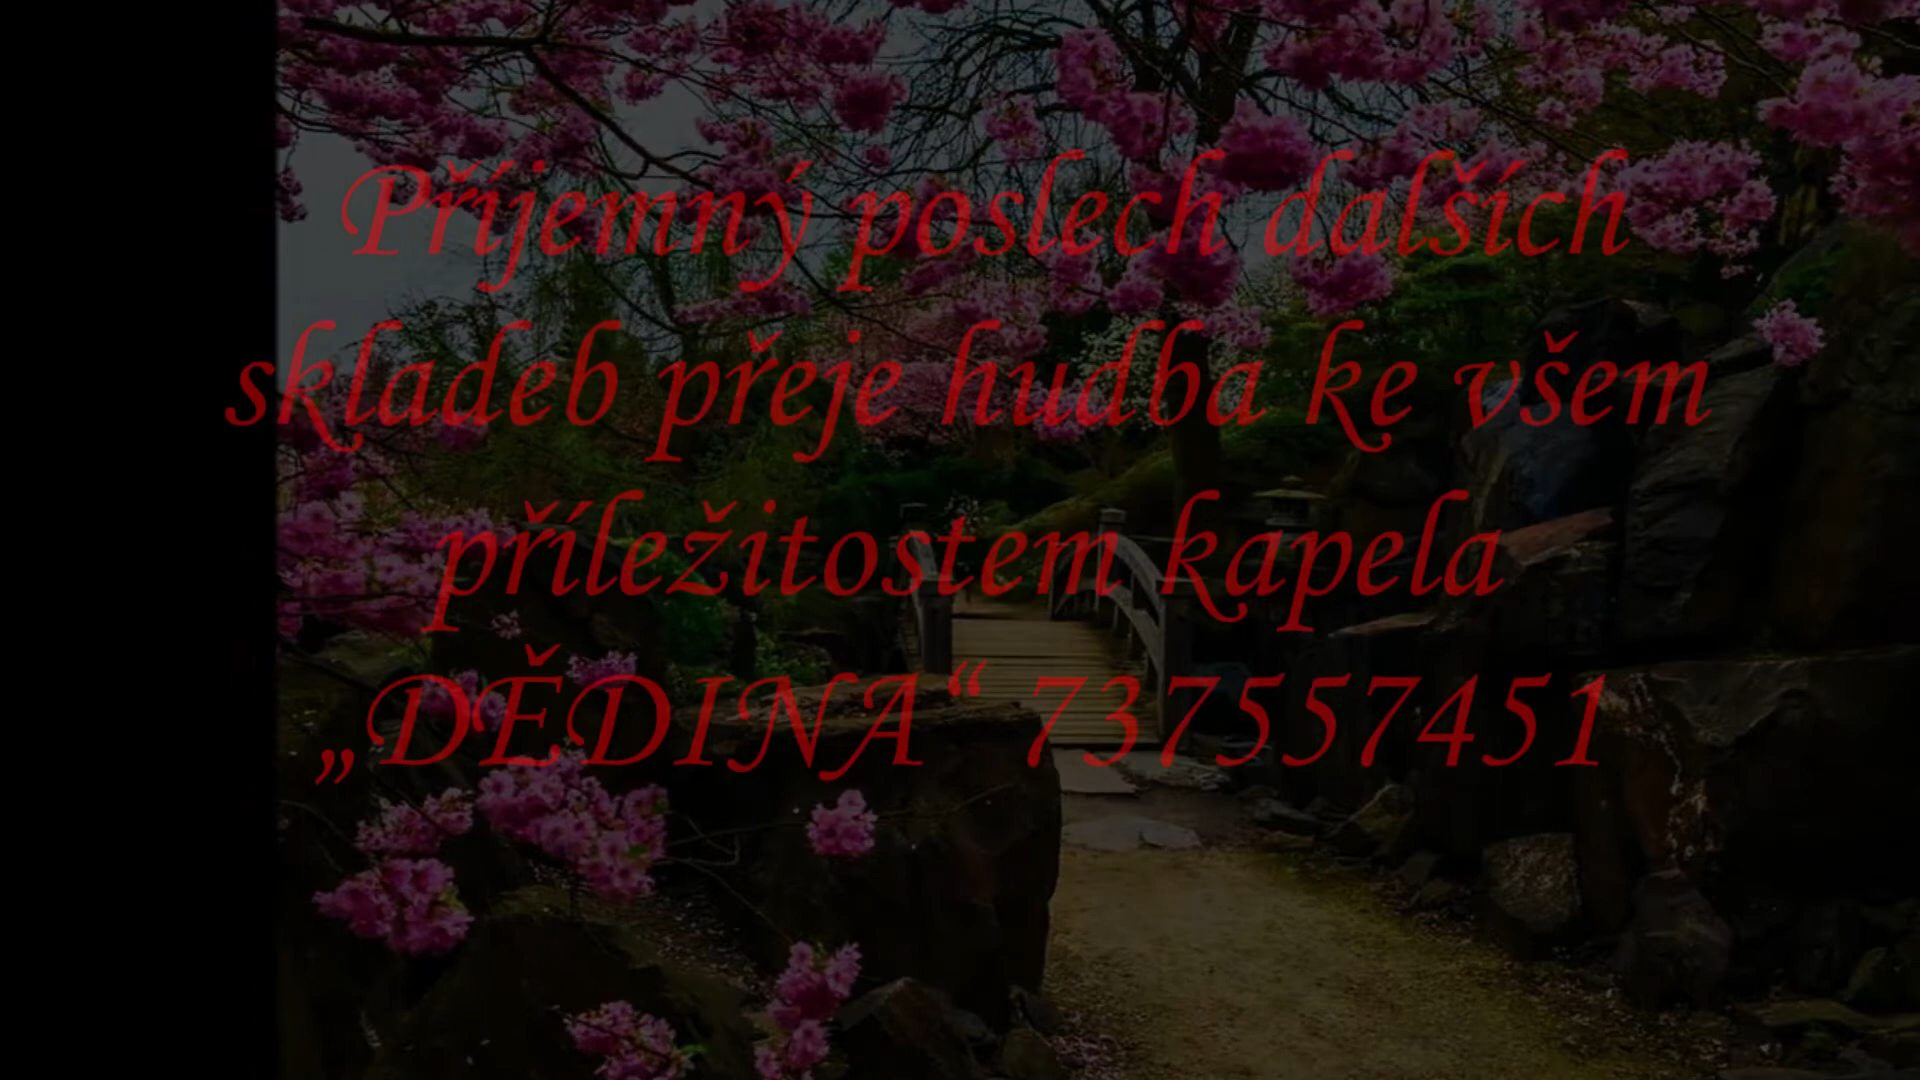 Příjemný poslech dalších
skladeb přeje hudba ke všem
příležitostem kapela
„DĚDINA“ 737557451